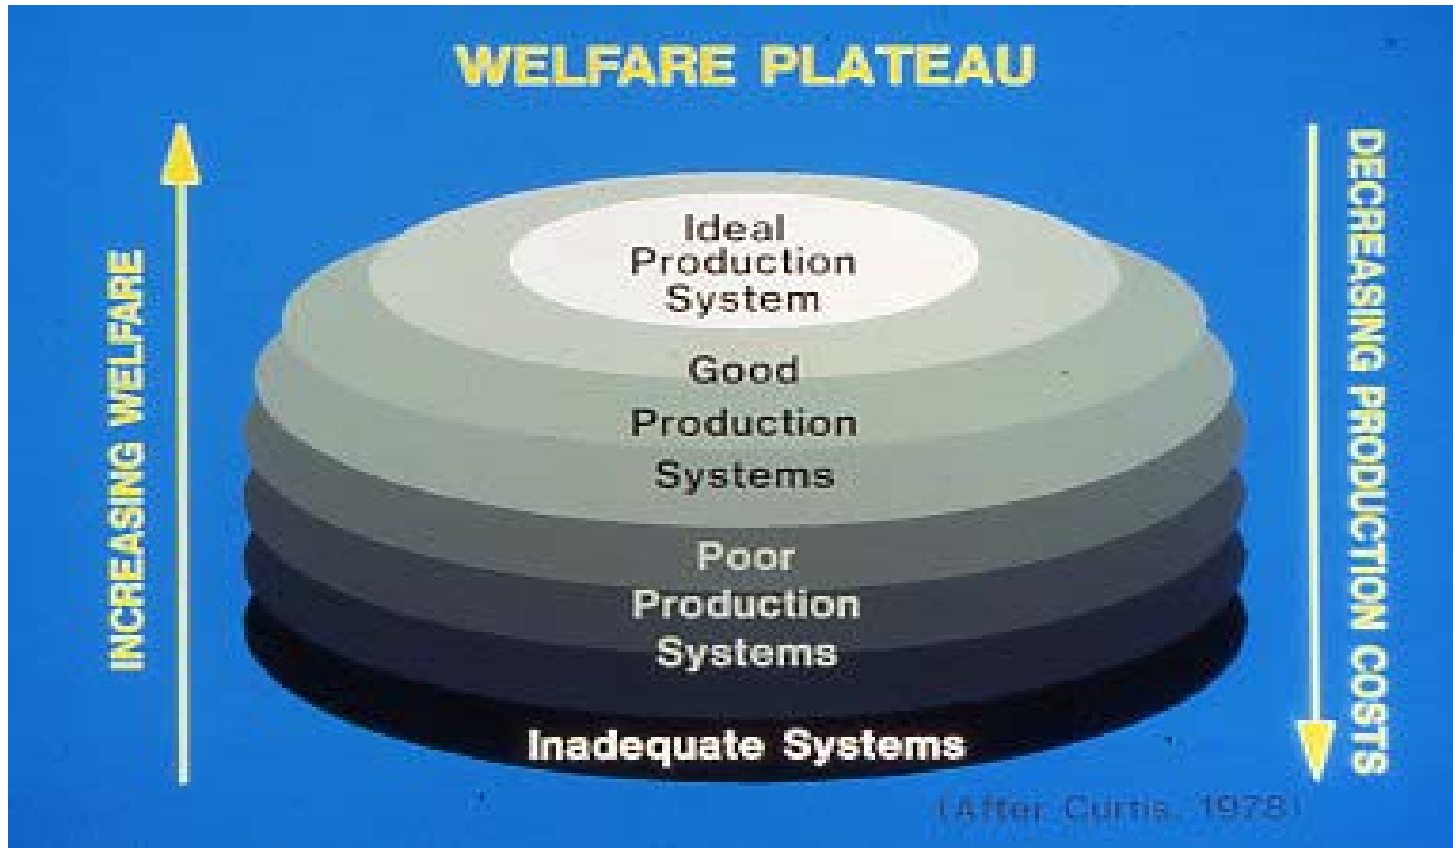 WELFARE PLATEAU
INCREASING WELFARE
Ideal
Production
System
Good
Production
Systems
Poor
Production
Systems
Inadequate Systems
DECREASING PRODUCTION COSTS
(After Curtis, 1978)